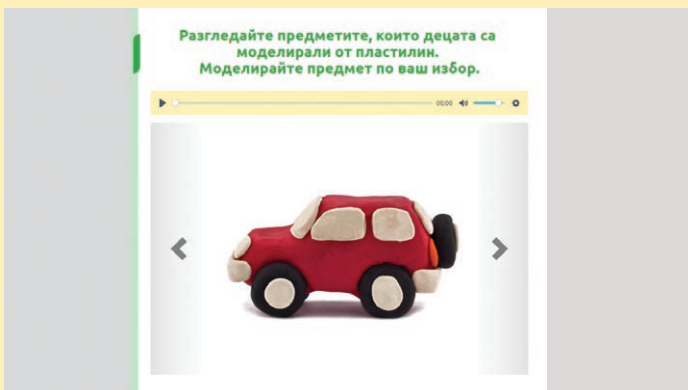 Разгледайте предметите, които децата са
моделирали от пластилин.
Моделирайте предмет по ваш избор.
00:00